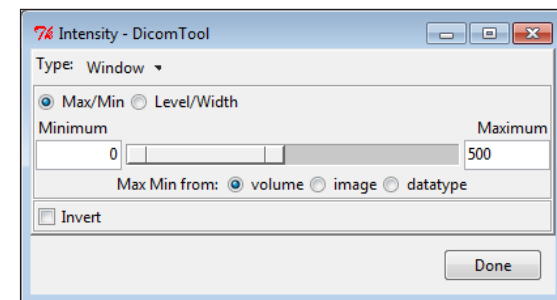 Intensity - DicomTool
Type: Window
Max/Min Level/Width
Minimum Maximum
0 500
Max Min from: volume image datatype
Invert
Done